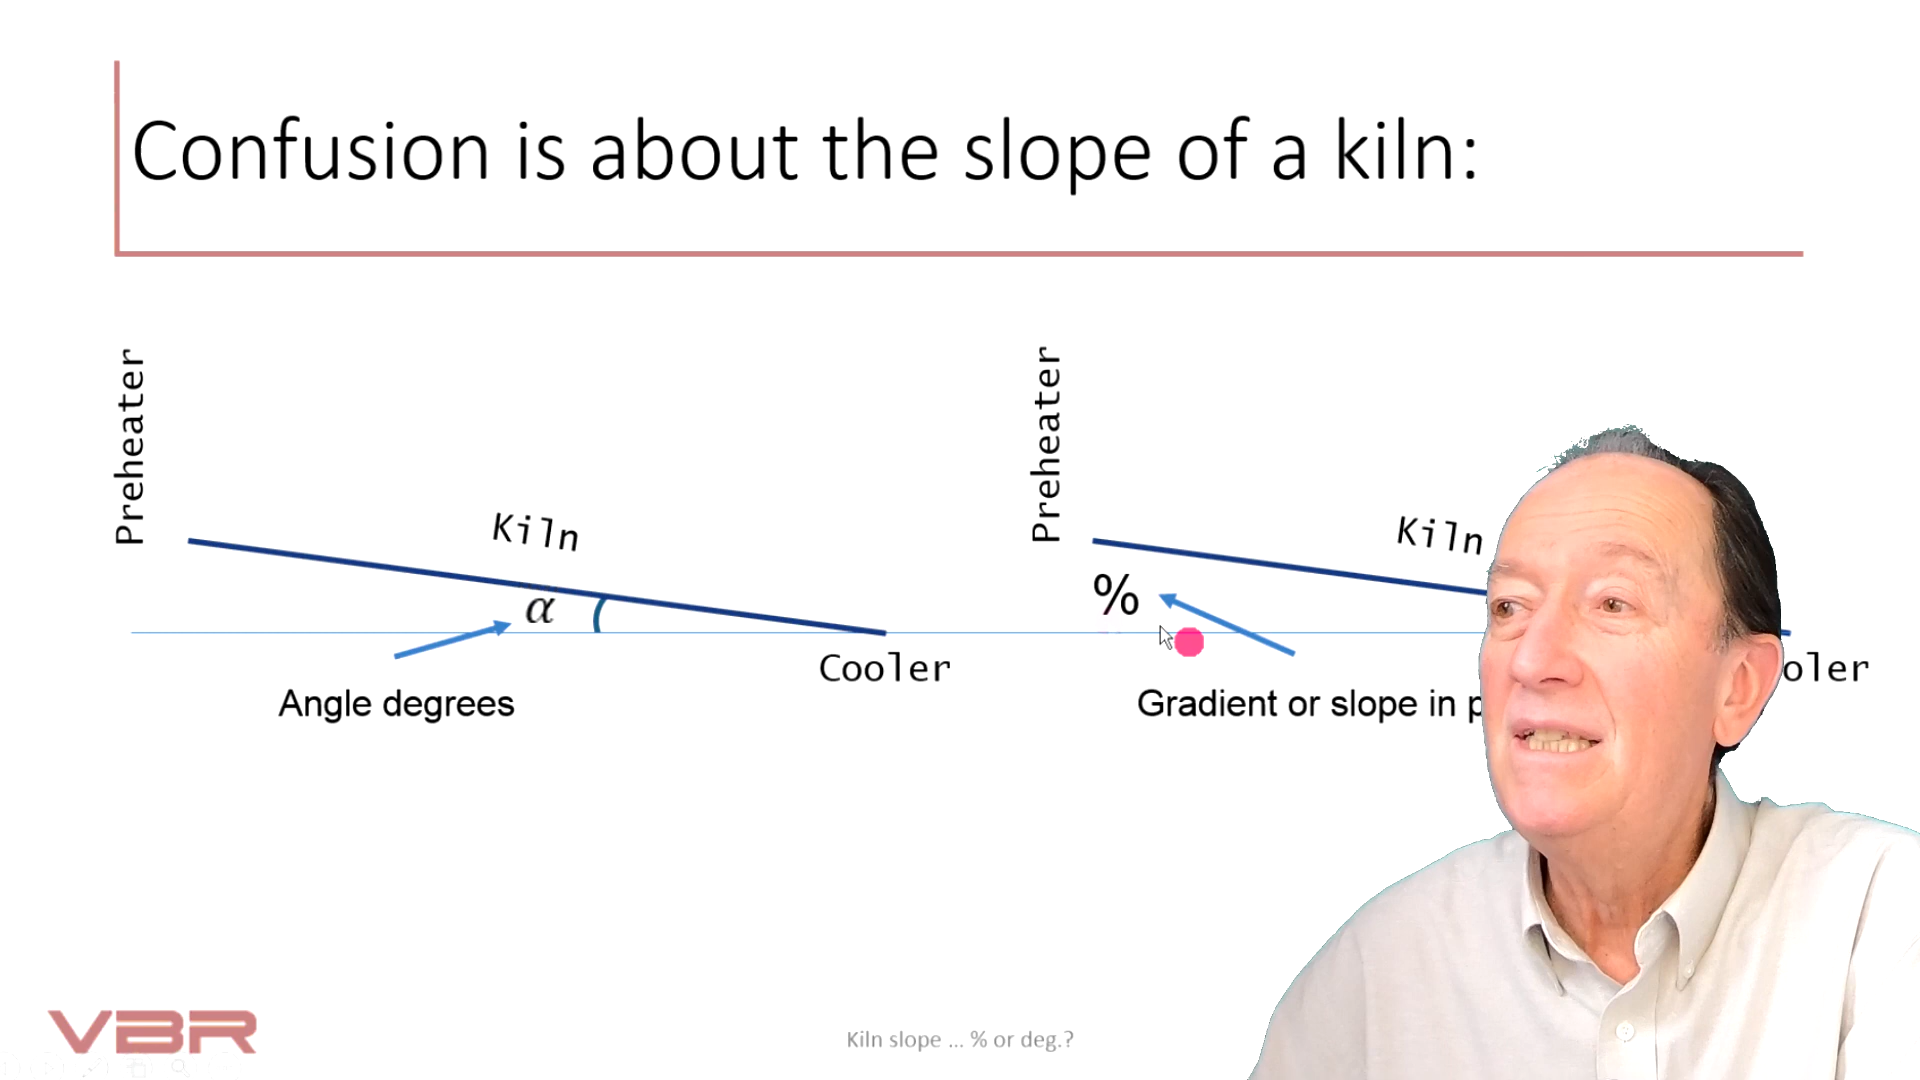 Confusion is about the slope of a kiln:
Preheater
Kiln
α
Cooler
Angle degrees
Preheater
Kiln
%
oler
Gradient or slope in p
VBR
Kiln slope ... % or deg.?